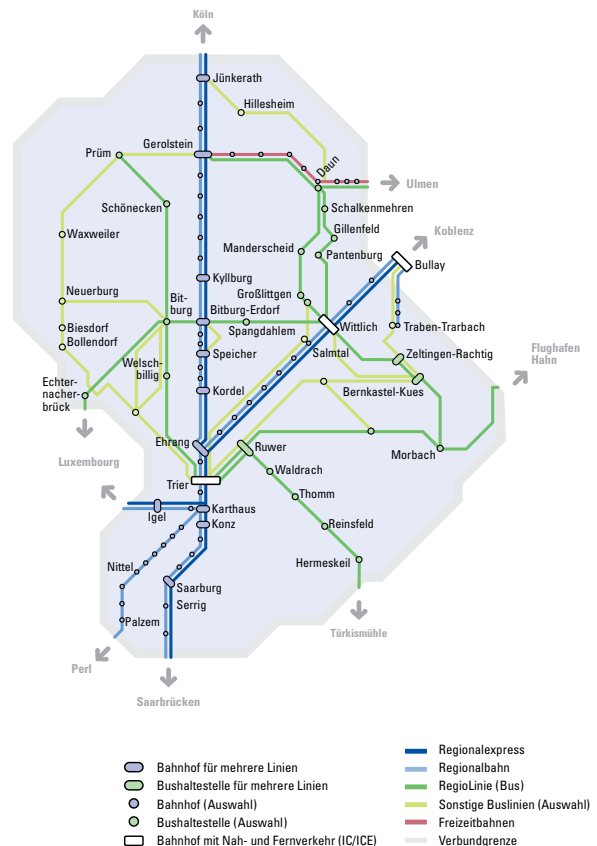 Köln
Jünkerath
Hillesheim
Gerolstein
Prüm
Daun
Ulmen
Schönecken
Schalkenmehren
Gillenfeld
Koblenz
Waxweiler
Manderscheid
Pantenburg
Bullay
Kyllburg
Neuerburg
Großlittgen
Bit-
burg
Bitburg-Erdorf
Spangdahlem
Wittlich
Traben-Trarbach
Biesdorf
Bollendorf
Speicher
Salmtal
Zeltingen-Rachtig
Flughafen
Hahn
Welsch-
billig
Echter-
nacher-
brück
Kordel
Bernkastel-Kues
Ehrang
Ruwer
Morbach
Luxembourg
Trier
Waldrach
Thomm
Igel
Karthaus
Konz
Reinsfeld
Nittel
Hermeskeil
Saarburg
Serrig
Palzem
Türkismühle
Perl
Saarbrücken
Bahnhof für mehrere Linien
Bushaltestelle für mehrere Linien
Bahnhof (Auswahl)
Bushaltestelle (Auswahl)
Bahnhof mit Nah- und Fernverkehr (IC/ICE)
Regionalexpress
Regionalbahn
RegioLinie (Bus)
Sonstige Buslinien (Auswahl)
Freizeitbahnen
Verbundgrenze